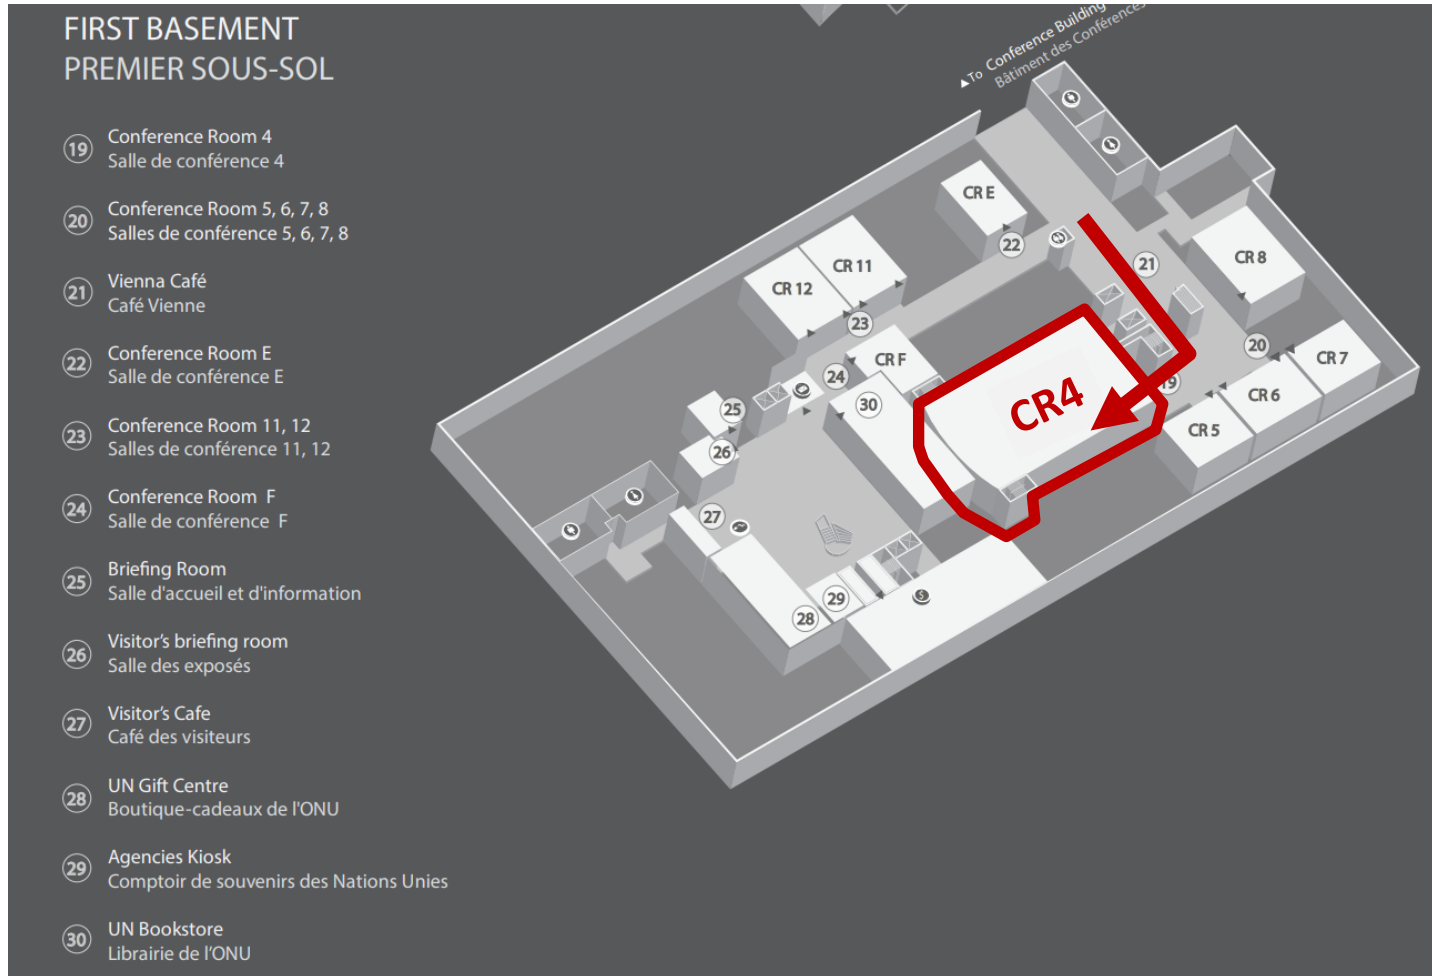 FIRST BASEMENT
PREMIER SOUS-SOL
19
Conference Room 4
Salle de conférence 4
20
Conference Room 5, 6, 7, 8
Salles de conférence 5, 6, 7, 8
21
Vienna Café
Café Vienne
22
Conference Room E
Salle de conférence E
23
Conference Room 11, 12
Salles de conférence 11, 12
24
Conference Room F
Salle de conférence F
25
Briefing Room
Salle d'accueil et d'information
26
Visitor's briefing room
Salle des exposés
27
Visitor's Cafe
Café des visiteurs
28
UN Gift Centre
Boutique-cadeaux de l'ONU
29
Agencies Kiosk
Comptoir de souvenirs des Nations Unies
30
UN Bookstore
Librairie de l'ONU
▲To Conference Building
Bâtiment des Conférences
CR E
22
21
CR 8
CR 11
CR 12
23
20
CR 7
CR F
24
19
CR 6
CR4
30
25
CR 5
26
27
29
28
$